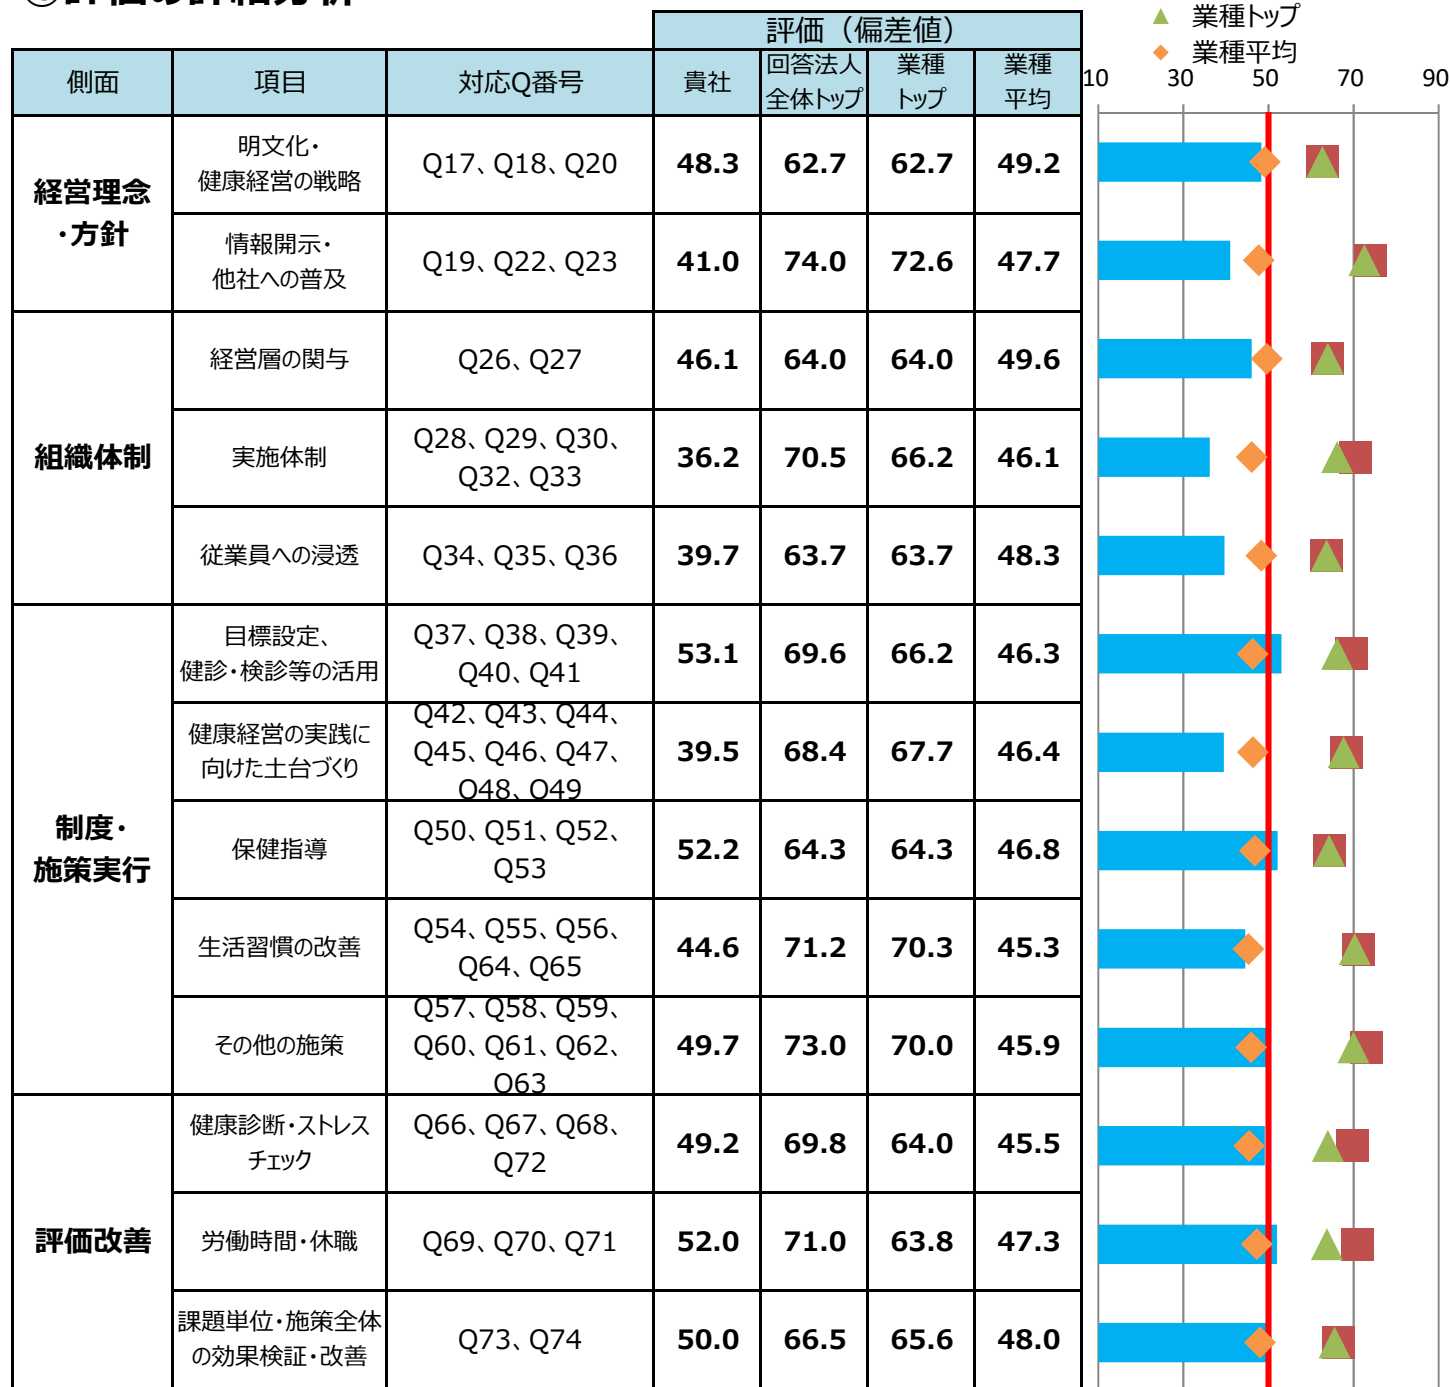 評価（偏差値）
▲ 業種トップ
◆ 業種平均
側面 項目 対応Q番号 貴社 回答法人 業種 業種
全体トップ トップ 平均
10 30 50 70 90
経営理念
・方針
明文化・
健康経営の戦略
Q17、Q18、Q20 48.3 62.7 62.7 49.2
情報開示・
他社への普及
Q19、Q22、Q23 41.0 74.0 72.6 47.7
組織体制
経営層の関与 Q26、Q27 46.1 64.0 64.0 49.6
実施体制
Q28、Q29、Q30、
Q32、Q33
36.2 70.5 66.2 46.1
従業員への浸透 Q34、Q35、Q36 39.7 63.7 63.7 48.3
制度・
施策実行
目標設定、
健診・検診等の活用
Q37、Q38、Q39、
Q40、Q41
53.1 69.6 66.2 46.3
健康経営の実践に
向けた土台づくり
Q42、Q43、Q44、
Q45、Q46、Q47、
Q48、Q49
39.5 68.4 67.7 46.4
保健指導
Q50、Q51、Q52、
Q53
52.2 64.3 64.3 46.8
生活習慣の改善
Q54、Q55、Q56、
Q64、Q65
44.6 71.2 70.3 45.3
その他の施策
Q57、Q58、Q59、
Q60、Q61、Q62、
Q63
49.7 73.0 70.0 45.9
評価改善
健康診断・ストレス
チェック
Q66、Q67、Q68、
Q72
49.2 69.8 64.0 45.5
労働時間・休職 Q69、Q70、Q71 52.0 71.0 63.8 47.3
課題単位・施策全体
の効果検証・改善
Q73、Q74 50.0 66.5 65.6 48.0